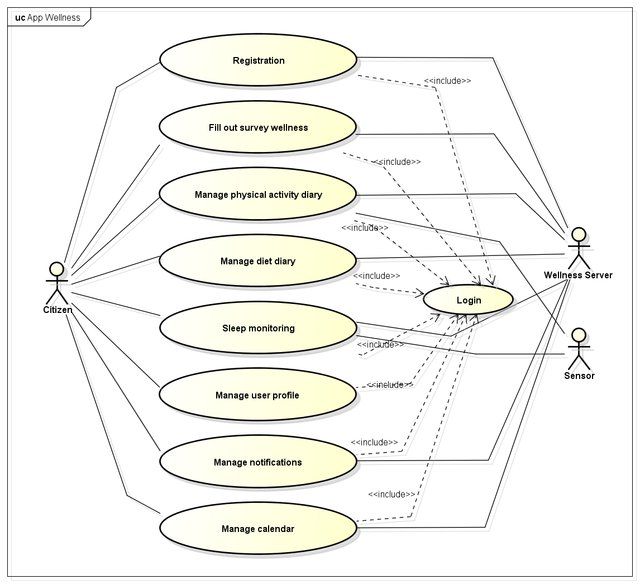 uc App Wellness
Registration
<<include>>
Fill out survey wellness
<<include>>
Manage physical activity diary
<<include>>
Manage diet diary
Wellness Server
<<include>>
Login
Citizen
Sleep monitoring
<<include>>
Sensor
<<include>>
Manage user profile
<<include>>
Manage notifications
<<include>>
Manage calendar